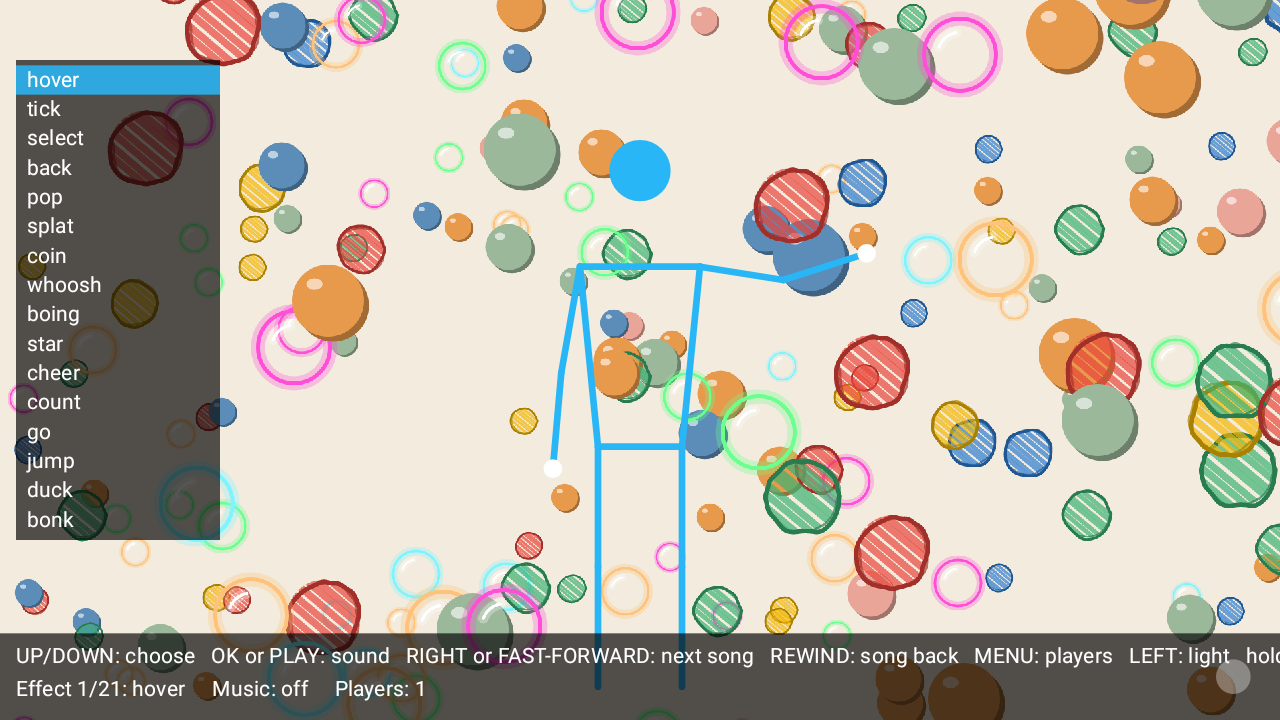 hover
tick
select
back
pop
splat
coin
whoosh
boing
star
cheer
count
go
jump
duck
bonk
UP/DOWN: choose OK or PLAY: sound RIGHT or FAST-FORWARD: next song REWIND: song back MENU: players LEFT: light
Effect 1/21: hover Music: off Players: 1